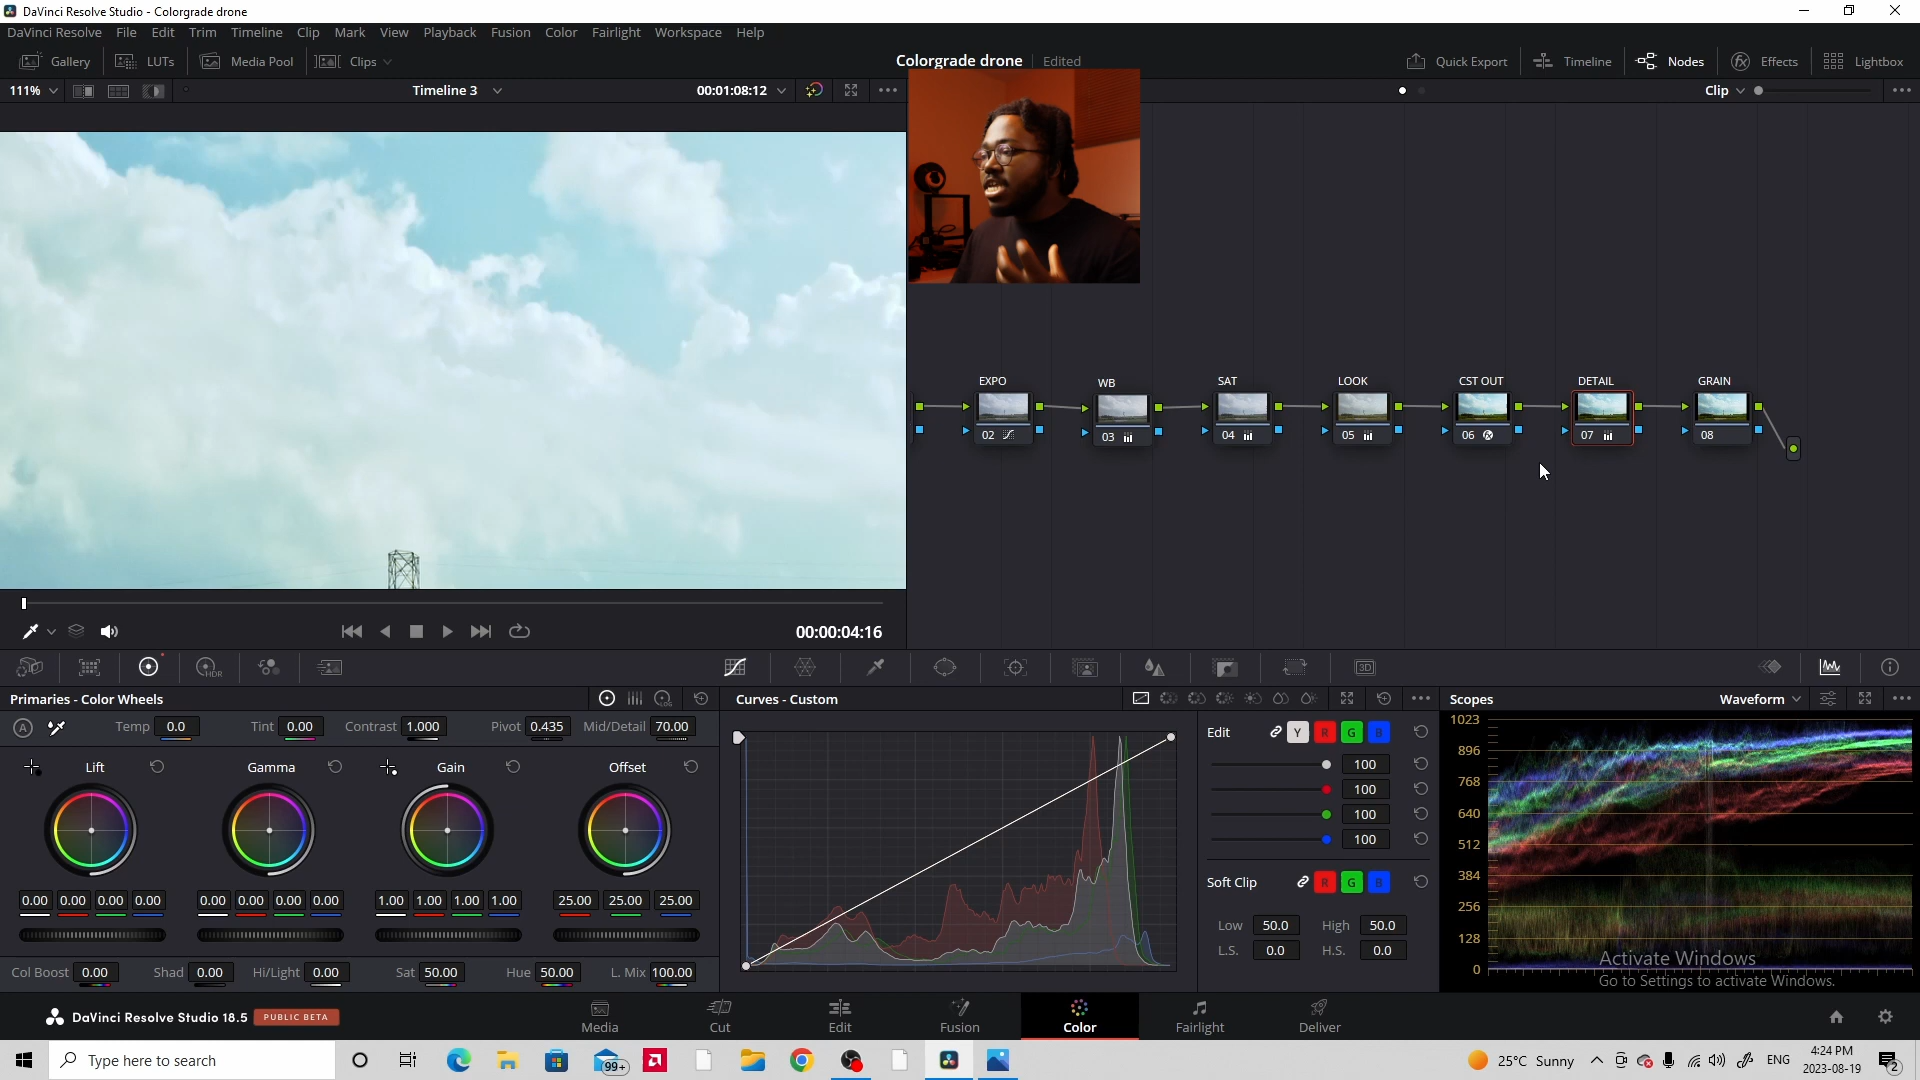 DaVinci Resolve Studio - Colorgrade drone
DaVinci Resolve File Edit Trim Timeline Clip Mark View Playback Fusion Color Fairlight Workspace Help
Gallery LUTs Media Pool Clips Colorgrade drone Edited Quick Export Timeline Nodes Effects Lightbox
111% Timeline 3 00:01:08:12 Clip
EXPO WB SAT LOOK CST OUT DETAIL GRAIN
02 03 04 05 06 07 08
00:00:04:16
HDR 3D
Primaries - Color Wheels LOG Curves - Custom Scopes Waveform
A Temp 0.0 Tint 0.00 Contrast 1.000 Pivot 0.435 Mid/Detail 70.00
Lift Gamma Gain Offset
0.00 0.00 0.00 0.00 0.00 0.00 0.00 0.00 1.00 1.00 1.00 1.00 25.00 25.00 25.00
Col Boost 0.00 Shad 0.00 Hi/Light 0.00 Sat 50.00 Hue 50.00 L. Mix 100.00
Edit Y R G B
100
100
100
100
Soft Clip R G B
Low 50.0 High 50.0
L.S. 0.0 H.S. 0.0
1023
896
768
640
512
384
256
128
0
Activate Windows
Go to Settings to activate Windows.
DaVinci Resolve Studio 18.5 PUBLIC BETA
Media Cut Edit Fusion Color Fairlight Deliver
Type here to search
99+
25°C Sunny ENG 4:24 PM
2023-08-19
2